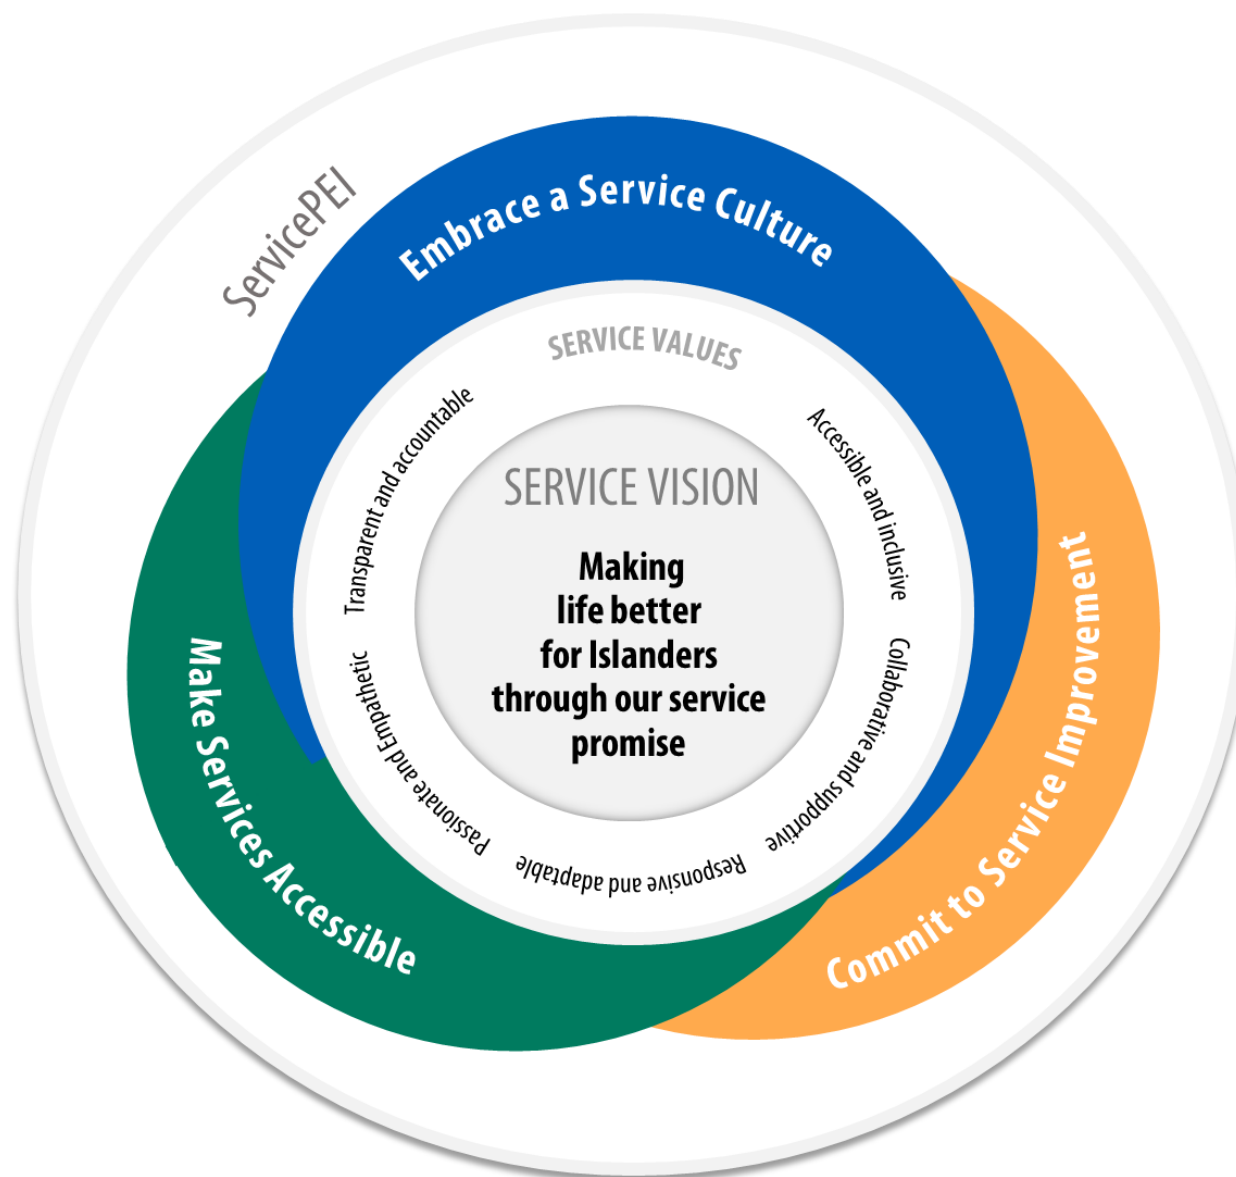 ServicePEI
Embrace a Service Culture
SERVICE VALUES
Transparent and accountable
Accessible and inclusive
SERVICE VISION
Making
life better
for Islanders
through our service
promise
Passionate and Empathetic
Collaborative and supportive
Responsive and adaptable
Make Services Accessible
Commit to Service Improvement